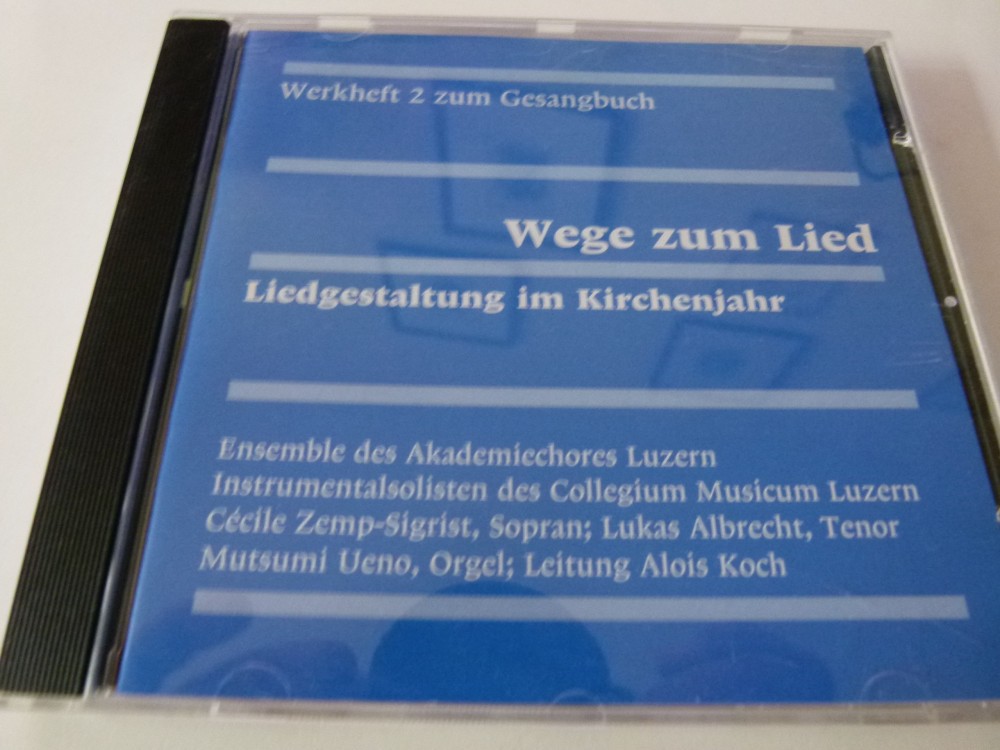 Werkheft 2 zum Gesangbuch
Wege zum Lied
Liedgestaltung im Kirchenjahr
Ensemble des Akademiechores Luzern
Instrumentalsolisten des Collegium Musicum Luzern
Cécile Zemp-Sigrist, Sopran; Lukas Albrecht, Tenor
Mutsumi Ueno, Orgel; Leitung Alois Koch